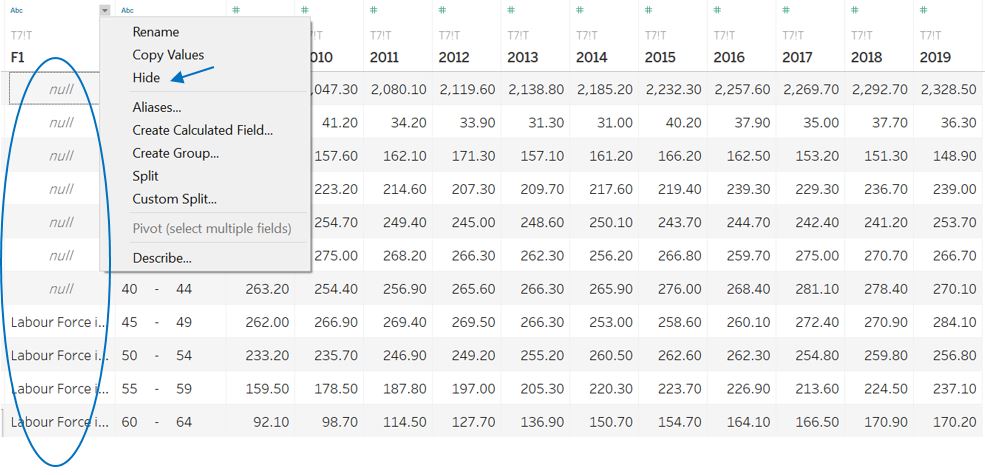 Abc Abc # # # # # # # # # # #
T7!T T7!T T7!T T7!T T7!T T7!T T7!T T7!T T7!T T7!T
F1 2011 2012 2013 2014 2015 2016 2017 2018 2019
Rename
Copy Values
Hide
Aliases...
Create Calculated Field...
Create Group...
Split
Custom Split...
Pivot (select multiple fields)
Describe...
null 2,080.10 2,119.60 2,138.80 2,185.20 2,232.30 2,257.60 2,269.70 2,292.70 2,328.50
null 41.20 34.20 33.90 31.30 31.00 40.20 37.90 35.00 37.70 36.30
null 157.60 162.10 171.30 157.10 161.20 166.20 162.50 153.20 151.30 148.90
null 223.20 214.60 207.30 209.70 217.60 219.40 239.30 229.30 236.70 239.00
null 254.70 249.40 245.00 248.60 250.10 243.70 244.70 242.40 241.20 253.70
null 275.00 268.20 266.30 262.30 256.20 266.80 259.70 275.00 270.70 266.70
null 40 - 44 263.20 254.40 256.90 265.60 266.30 265.90 276.00 268.40 281.10 278.40 270.10
Labour Force i... 45 - 49 262.00 266.90 269.40 269.50 266.30 253.00 258.60 260.10 272.40 270.90 284.10
Labour Force i... 50 - 54 233.20 235.70 246.90 249.20 255.20 260.50 262.60 262.30 254.80 259.80 256.80
Labour Force i... 55 - 59 159.50 178.50 187.80 197.00 205.30 220.30 223.70 226.90 213.60 224.50 237.10
Labour Force i... 60 - 64 92.10 98.70 114.50 127.70 136.90 150.70 154.70 164.10 166.50 170.90 170.20